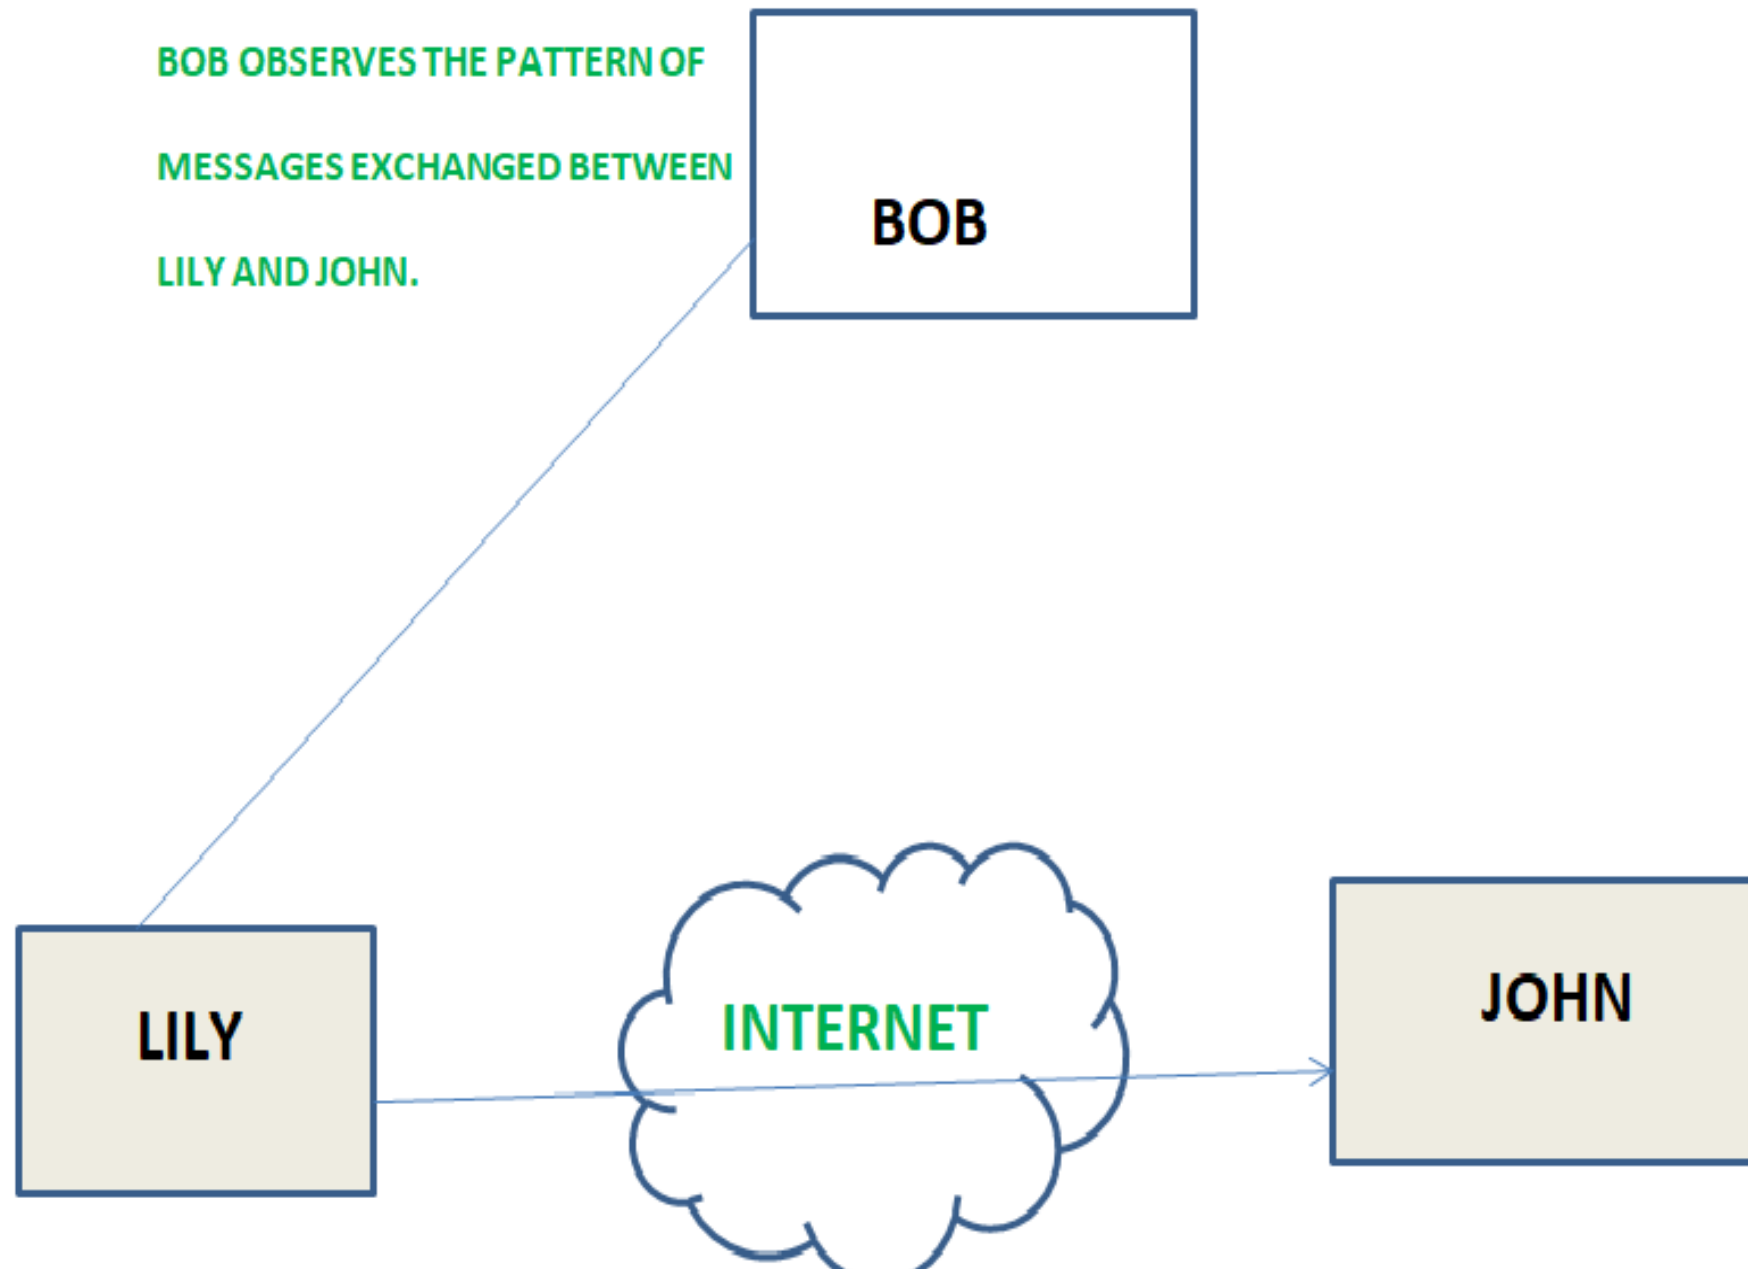 BOB OBSERVES THE PATTERN OF
MESSAGES EXCHANGED BETWEEN
LILY AND JOHN.
BOB
LILY
INTERNET
JOHN